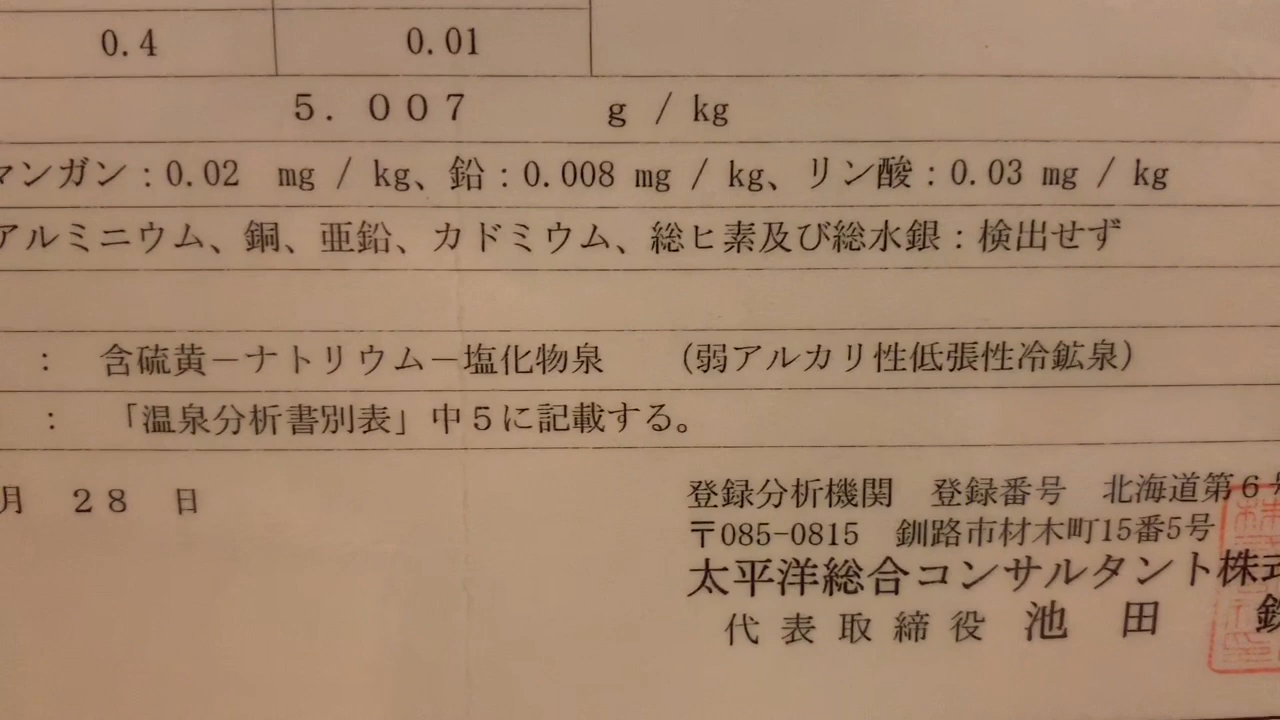 0.4 0.01
5．００７ g / kg
マンガン：0.02 mg / kg、鉛：0.008 mg / kg、リン酸：0.03 mg / kg
アルミニウム、銅、亜鉛、カドミウム、総ヒ素及び総水銀：検出せず
： 含硫黄－ナトリウム－塩化物泉 （弱アルカリ性低張性冷鉱泉）
： 「温泉分析書別表」中５に記載する。
月 ２８ 日
登録分析機関 登録番号 北海道第６号
〒085-0815 釧路市材木町15番5号
太平洋総合コンサルタント株式
代表取締役 池 田